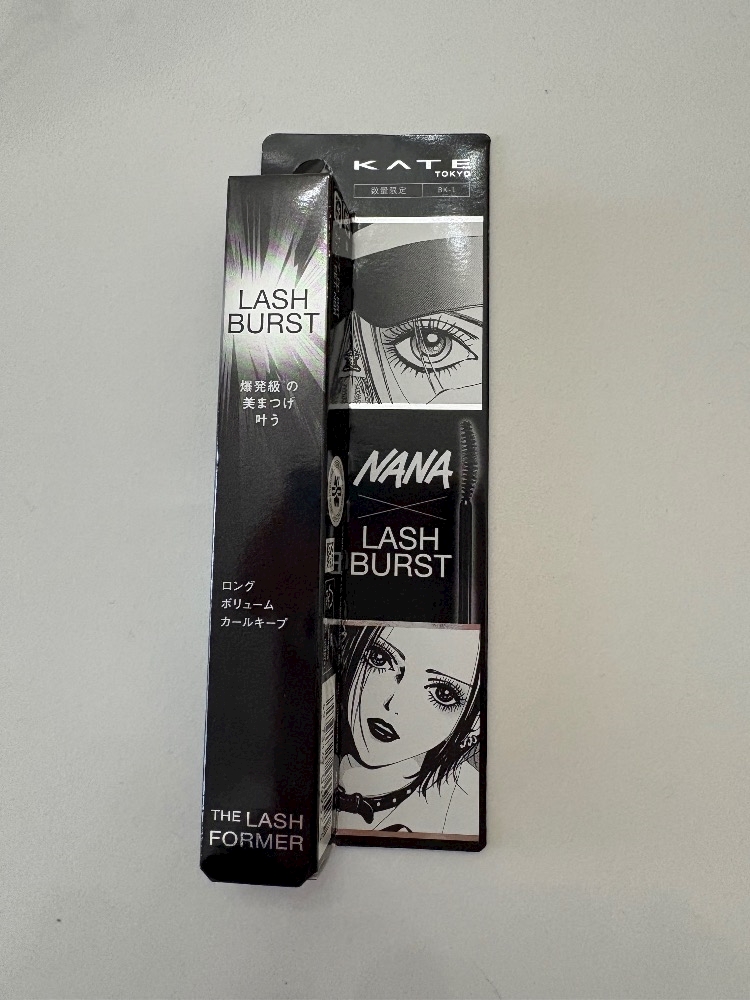 KATE
TOKYO
数量限定
BK-1
LASH
BURST
爆発級の
美まつげ
叶う
ロング
ボリューム
カールキープ
THE LASH
FORMER
NANA
LASH
BURST